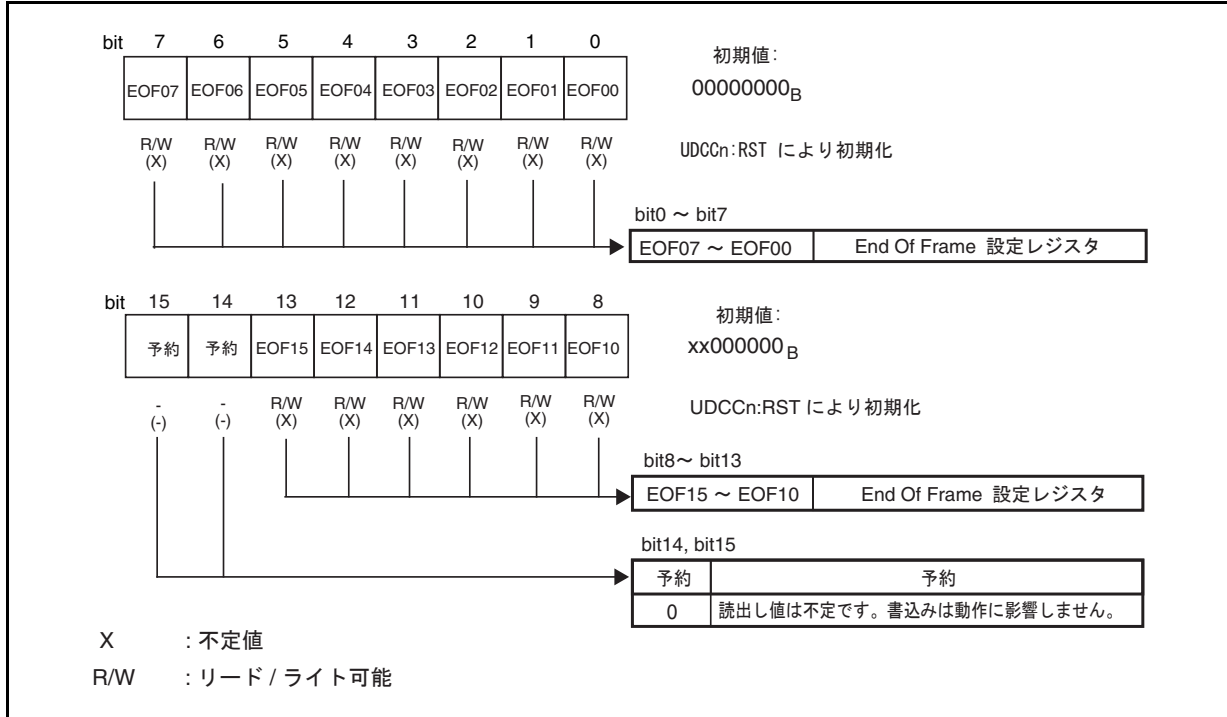 bit 7 6 5 4 3 2 1 0
EOF07 EOF06 EOF05 EOF04 EOF03 EOF02 EOF01 EOF00
R/W R/W R/W R/W R/W R/W R/W R/W
(X) (X) (X) (X) (X) (X) (X) (X)
初期値:
00000000B
UDCCn:RST により初期化
bit0 ～ bit7
EOF07 ～ EOF00 End Of Frame 設定レジスタ
bit 15 14 13 12 11 10 9 8
予約 予約 EOF15 EOF14 EOF13 EOF12 EOF11 EOF10
- - R/W R/W R/W R/W R/W R/W
(-) (-) (X) (X) (X) (X) (X) (X)
初期値:
xx000000 B
UDCCn:RST により初期化
bit8～ bit13
EOF15 ～ EOF10 End Of Frame 設定レジスタ
bit14, bit15
予約 予約
0 読出し値は不定です。書込みは動作に影響しません。
X : 不定値
R/W : リード / ライト可能